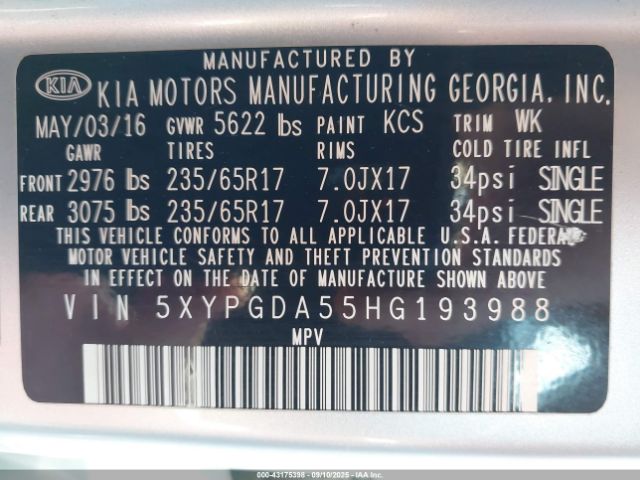 MANUFACTURED BY
KIA KIA MOTORS MANUFACTURING GEORGIA, INC.
MAY/03/16 GVWR 5622 lbs PAINT KCS TRIM WK
GAWR TIRES RIMS COLD TIRE INFL
FRONT 2976 lbs 235/65R17 7.0JX17 34psi SINGLE
REAR 3075 lbs 235/65R17 7.0JX17 34psi SINGLE
THIS VEHICLE CONFORMS TO ALL APPLICABLE U.S.A. FEDERAL
MOTOR VEHICLE SAFETY AND THEFT PREVENTION STANDARDS
IN EFFECT ON THE DATE OF MANUFACTURE SHOWN ABOVE
VIN 5XYPGDA55HG193988
MPV
000-43175398 - 09/10/2025 - IAA Inc.